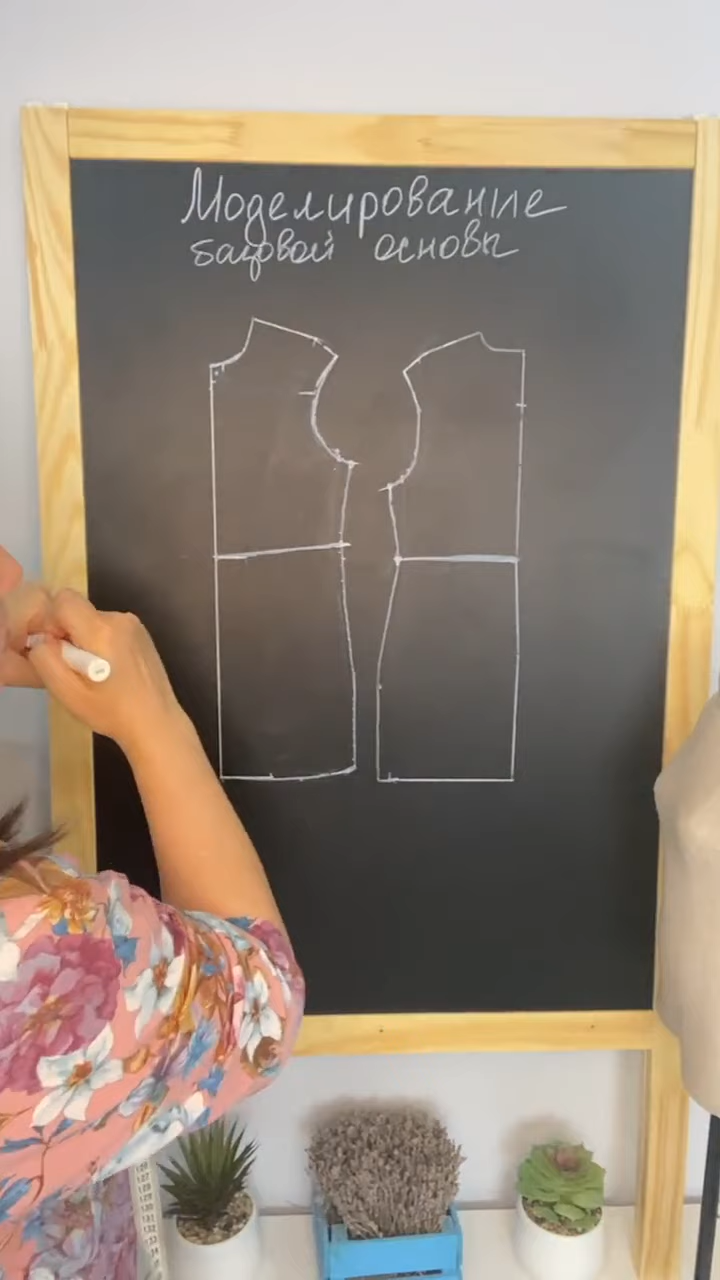 Моделирование
базовой основы